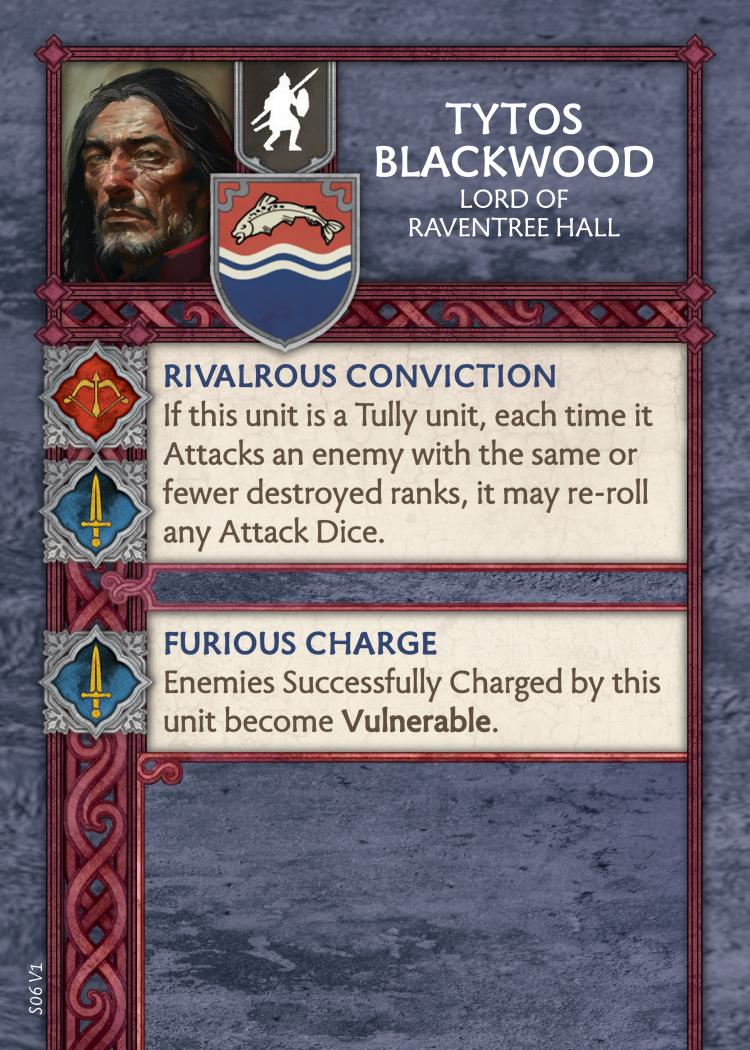 TYTOS
BLACKWOOD
LORD OF
RAVENTREE HALL
RIVALROUS CONVICTION
If this unit is a Tully unit, each time it
Attacks an enemy with the same or
fewer destroyed ranks, it may re-roll
any Attack Dice.
FURIOUS CHARGE
Enemies Successfully Charged by this
unit become Vulnerable.
S06 V1